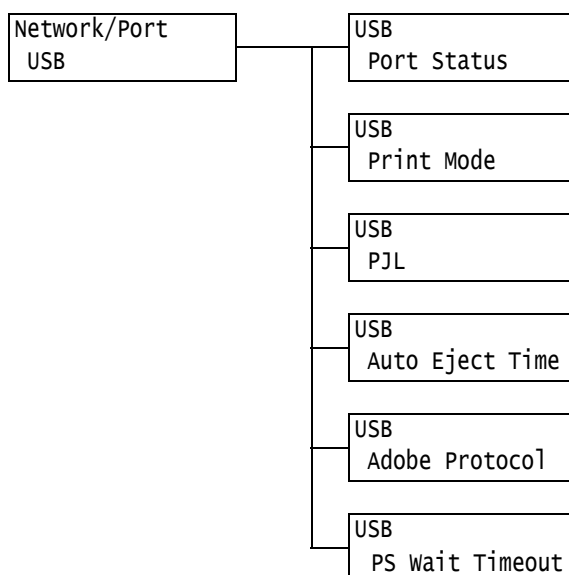 Network/Port
USB
USB
Port Status
USB
Print Mode
USB
PJL
USB
Auto Eject Time
USB
Adobe Protocol
USB
PS Wait Timeout